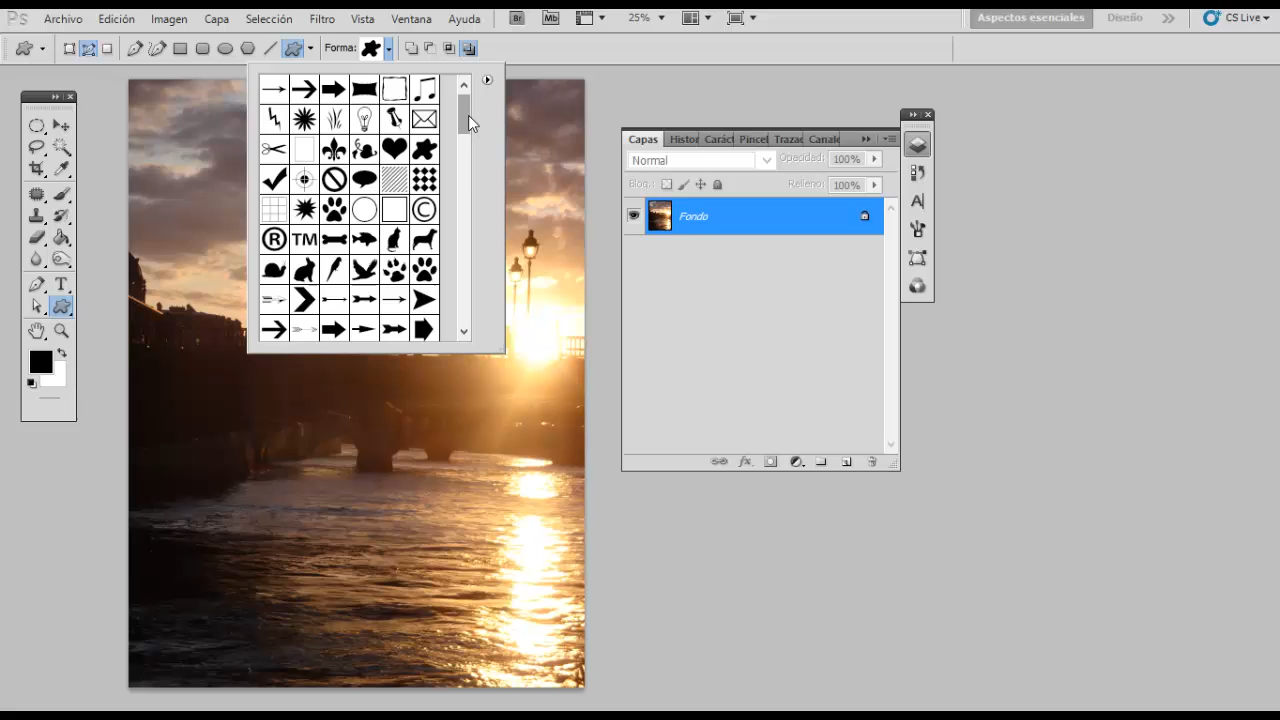 Ps Archivo Edición Imagen Capa Selección Filtro Vista Ventana Ayuda Br Mb 25% Aspectos esenciales Diseño CS Live
Forma:
TM
Capas Histor Caráct Pincel Trazac Canale
Normal Opacidad: 100%
Bloq.: Relleno: 100%
Fondo